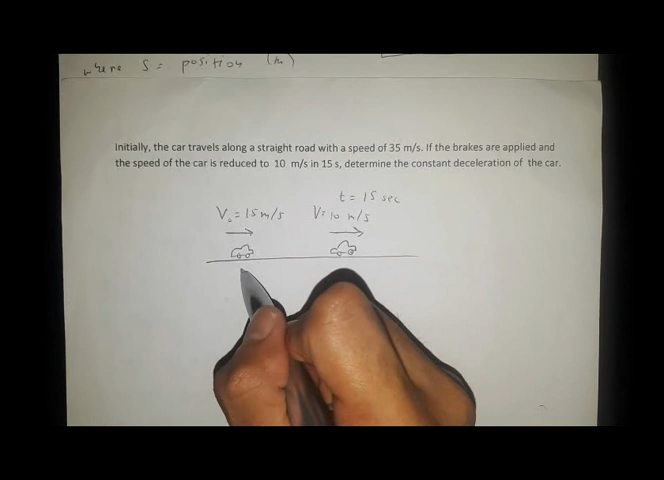 where S = position (m)
Initially, the car travels along a straight road with a speed of 35 m/s. If the brakes are applied and
the speed of the car is reduced to 10 m/s in 15 s, determine the constant deceleration of the car.
t = 15 sec
V₀ = 15 m/s V = 10 m/s